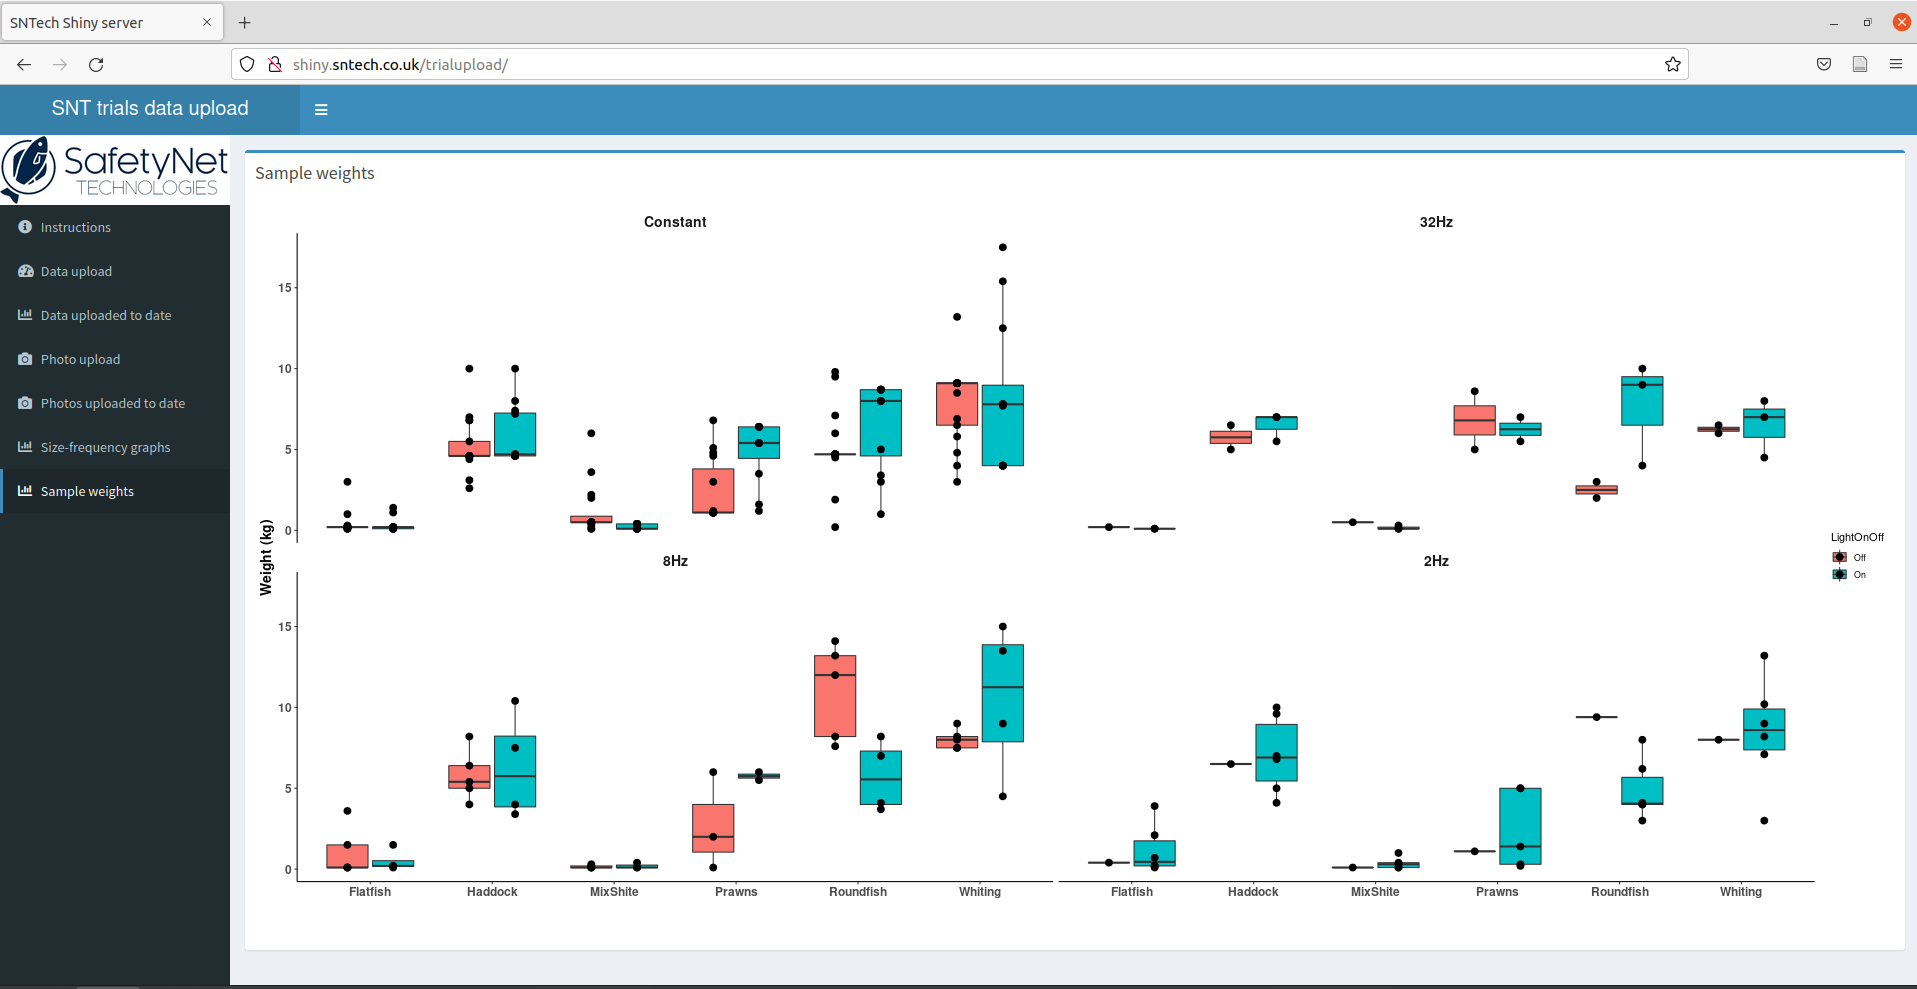 SNTech Shiny server
shiny.sntech.co.uk/trialupload/
SNT trials data upload
SafetyNet
TECHNOLOGIES
Instructions
Data upload
Data uploaded to date
Photo upload
Photos uploaded to date
Size-frequency graphs
Sample weights
Sample weights
Constant
32Hz
15
10
5
0
Weight (kg)
8Hz
2Hz
15
10
5
0
Flatfish Haddock MixShite Prawns Roundfish Whiting
Flatfish Haddock MixShite Prawns Roundfish Whiting
LightOnOff
Off
On